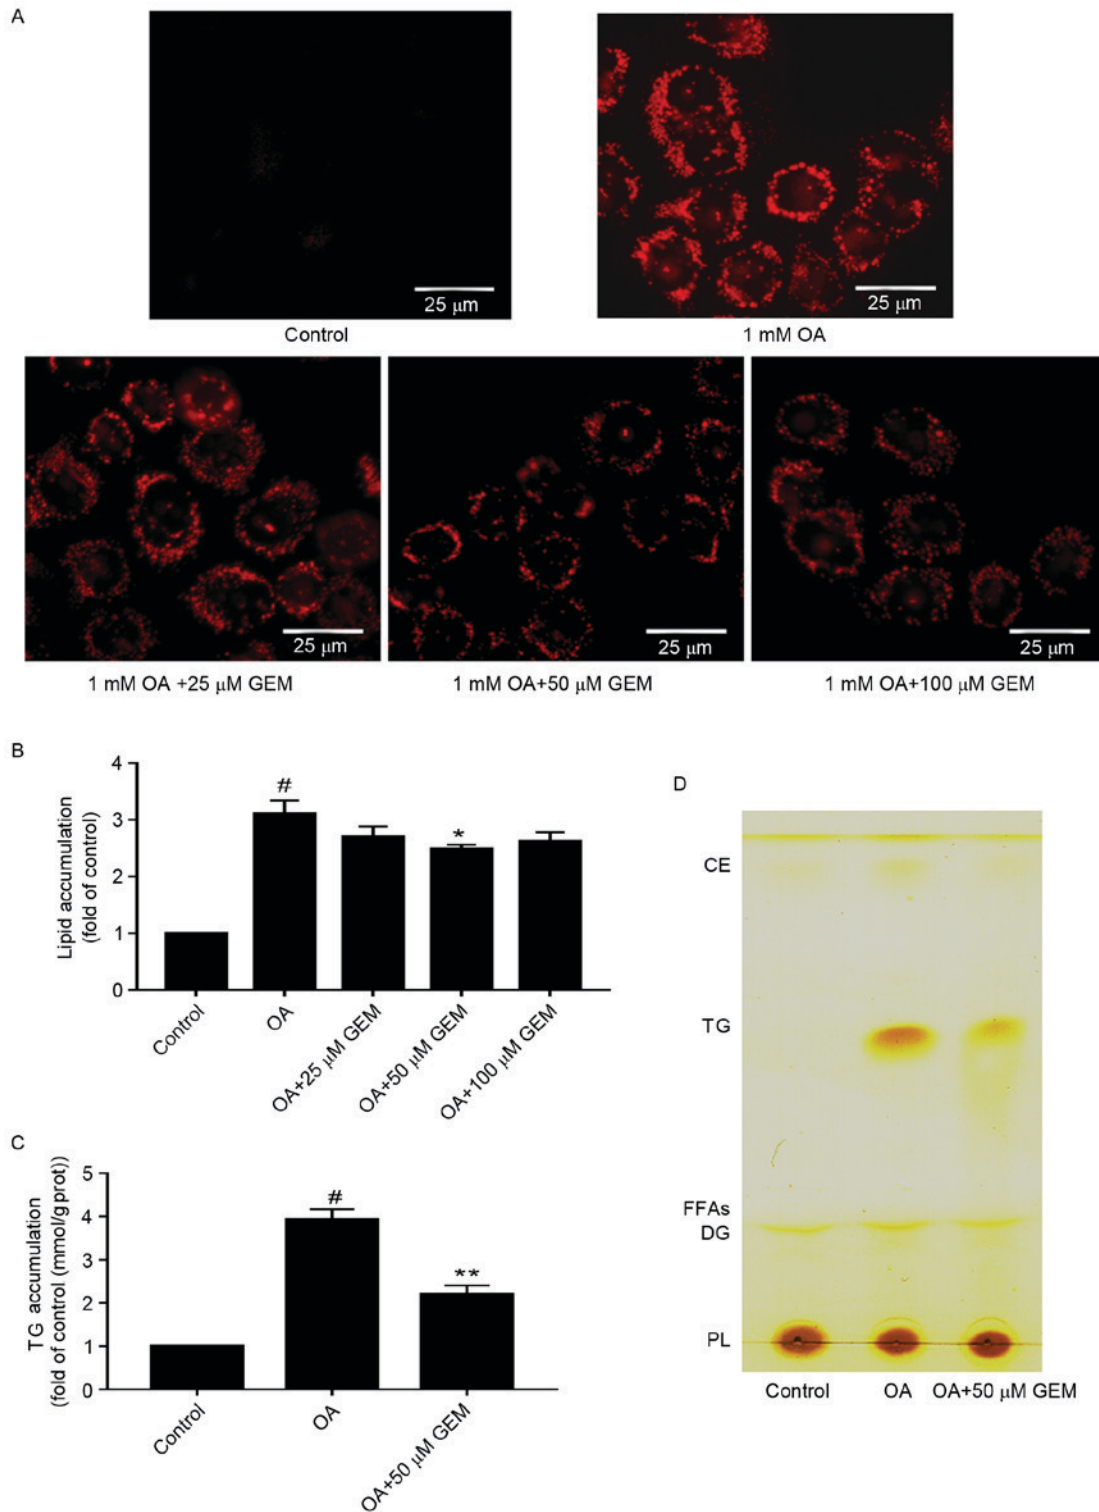 A
25 μm
25 μm
Control
1 mM OA
25 μm
25 μm
25 μm
1 mM OA +25 μM GEM
1 mM OA+50 μM GEM
1 mM OA+100 μM GEM
B
Lipid accumulation
(fold of control)
4
3
2
1
0
#
*
Control
OA
OA+25 μM GEM
OA+50 μM GEM
OA+100 μM GEM
C
TG accumulation
(fold of control (mmol/gprot))
5
4
3
2
1
0
#
**
Control
OA
OA+50 μM GEM
D
CE
TG
FFAs
DG
PL
Control
OA
OA+50 μM GEM